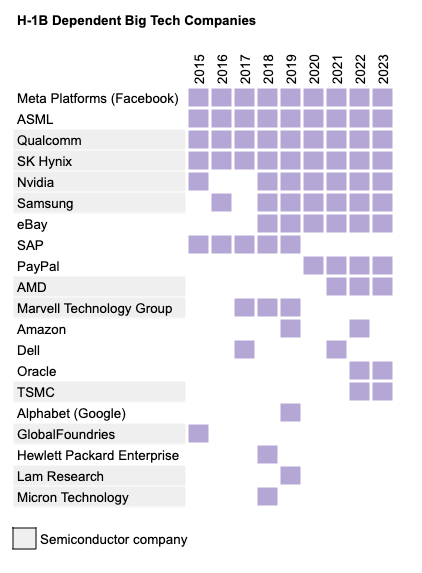 H-1B Dependent Big Tech Companies
2015 2016 2017 2018 2019 2020 2021 2022 2023
Meta Platforms (Facebook)
ASML
Qualcomm
SK Hynix
Nvidia
Samsung
eBay
SAP
PayPal
AMD
Marvell Technology Group
Amazon
Dell
Oracle
TSMC
Alphabet (Google)
GlobalFoundries
Hewlett Packard Enterprise
Lam Research
Micron Technology
Semiconductor company